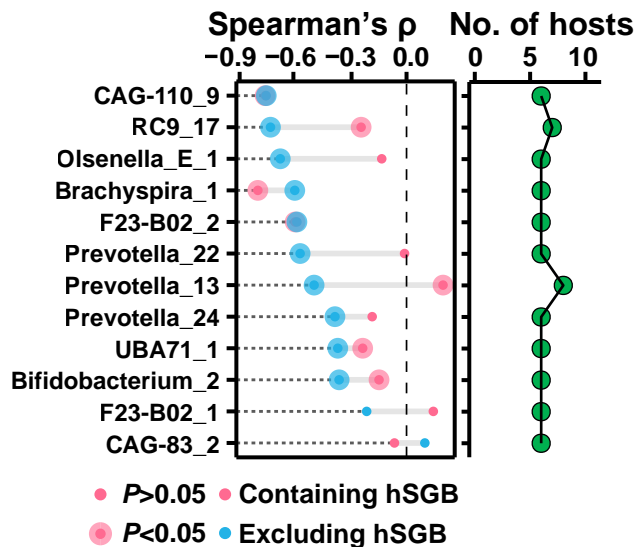 Spearman's ρ No. of hosts
−0.9 −0.6 −0.3 0.0 0 5 10
CAG-110_9
RC9_17
Olsenella_E_1
Brachyspira_1
F23-B02_2
Prevotella_22
Prevotella_13
Prevotella_24
UBA71_1
Bifidobacterium_2
F23-B02_1
CAG-83_2
P>0.05 Containing hSGB
P<0.05 Excluding hSGB